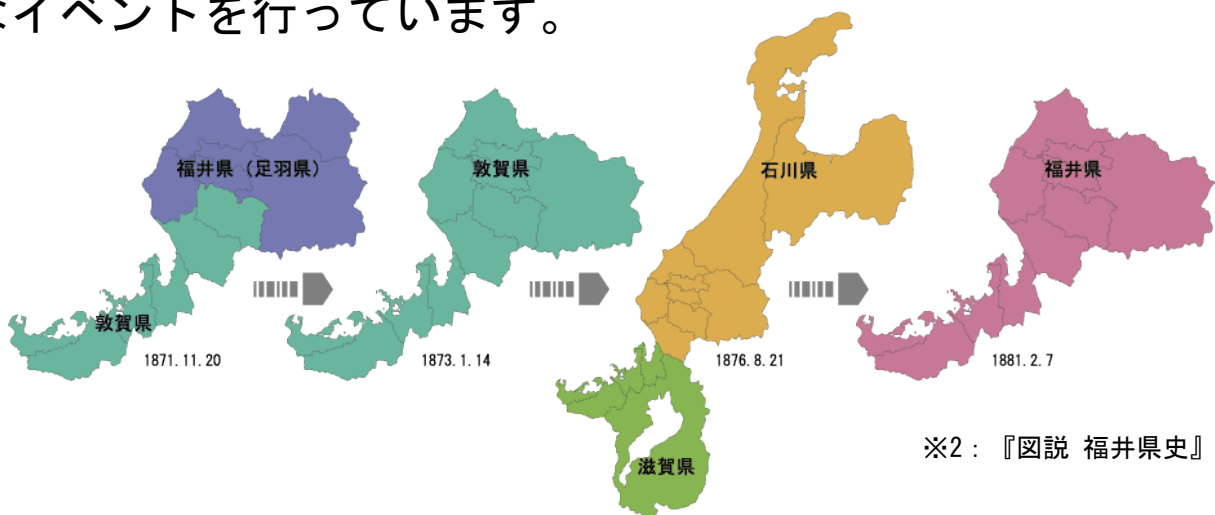 なイベントを行っています。
福井県（足羽県）
敦賀県
1871.11.20
敦賀県
1873.1.14
石川県
滋賀県
1876.8.21
福井県
1881.2.7
※2：『図説 福井県史』